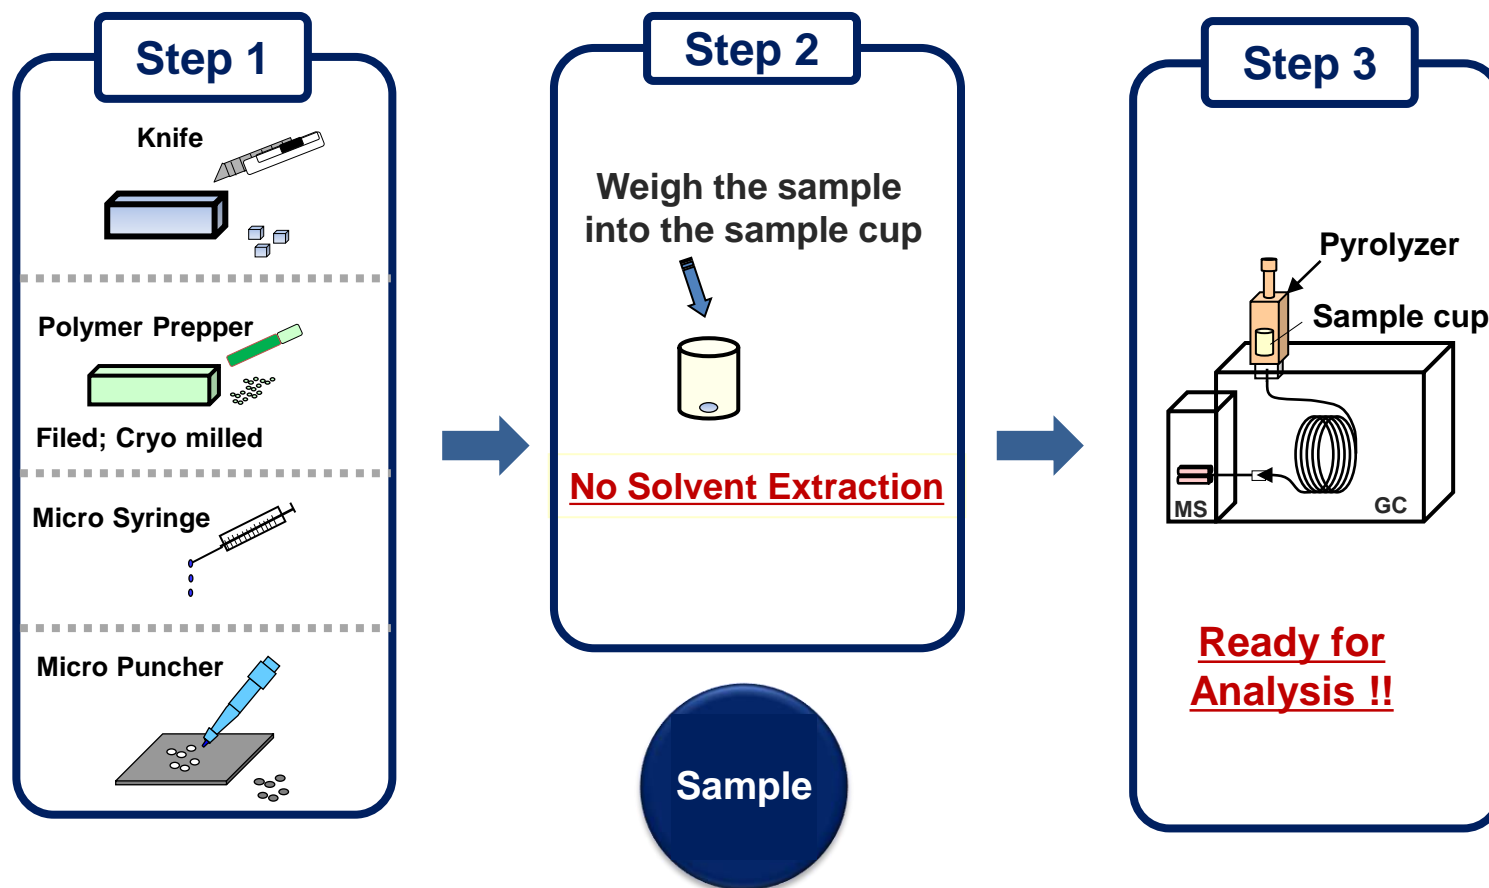 Step 1
Knife
Polymer Prepper
Filed; Cryo milled
Micro Syringe
Micro Puncher
Step 2
Weigh the sample
into the sample cup
No Solvent Extraction
Sample
Step 3
Pyrolyzer
Sample cup
MS
GC
Ready for
Analysis !!